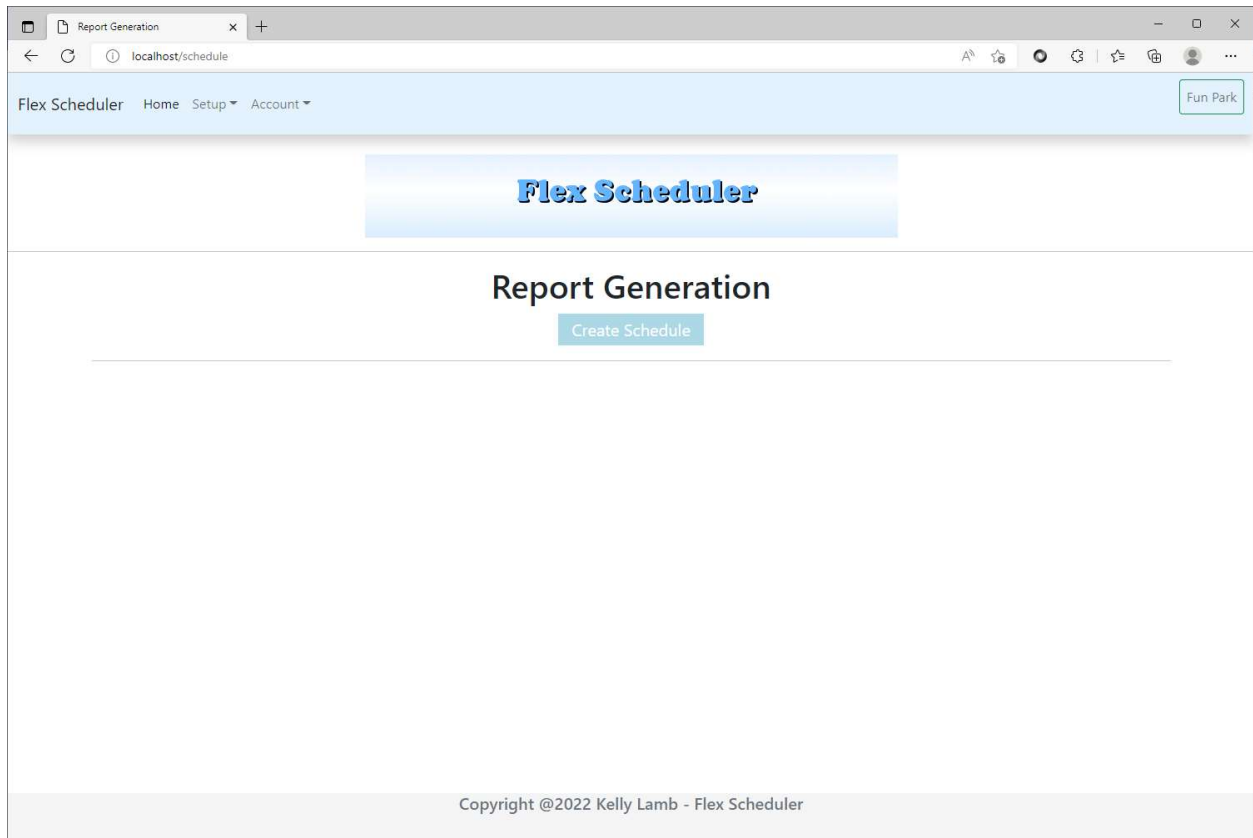 Report Generation
localhost/schedule
Flex Scheduler Home Setup Account
Fun Park
Flex Scheduler
Report Generation
Create Schedule
Copyright @2022 Kelly Lamb - Flex Scheduler